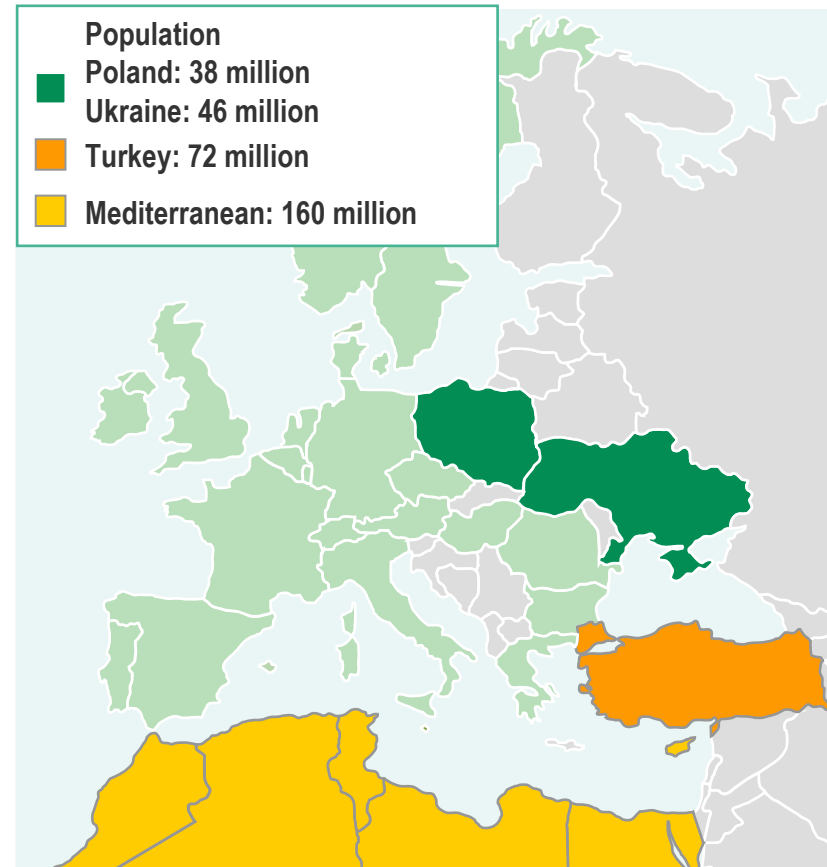 Population
Poland: 38 million
Ukraine: 46 million
Turkey: 72 million
Mediterranean: 160 million